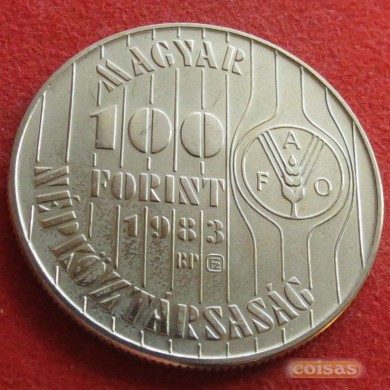 MAGYAR
100
FORINT
1983
BP
NÉPKÖZTÁRSASÁG
F A O
coisas